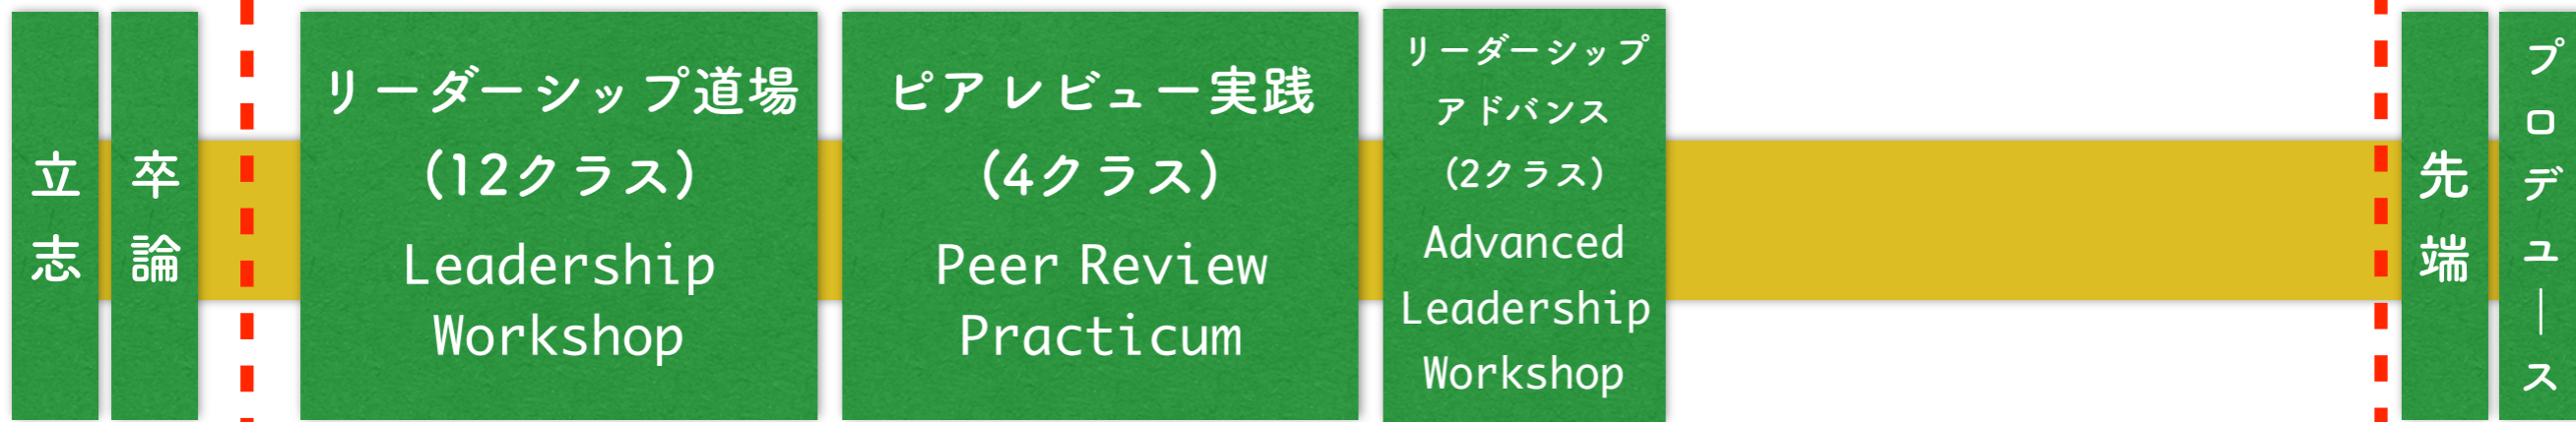 立志
卒論
リーダーシップ道場
(12クラス)
Leadership
Workshop
ピアレビュー実践
(4クラス)
Peer Review
Practicum
リーダーシップ
アドバンス
(2クラス)
Advanced
Leadership
Workshop
先端
プロデュース